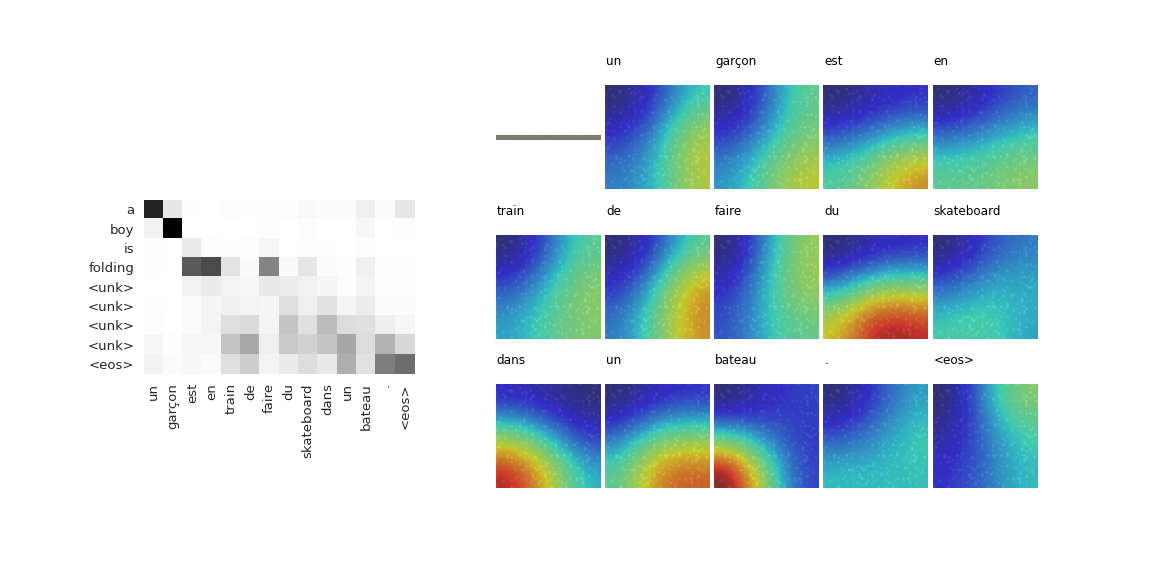 a
boy
is
folding
<unk>
<unk>
<unk>
<unk>
<eos>
un
garçon
est
en
train
de
faire
du
skateboard
dans
un
bateau
.
<eos>
un garçon est en
train de faire du skateboard
dans un bateau . <eos>